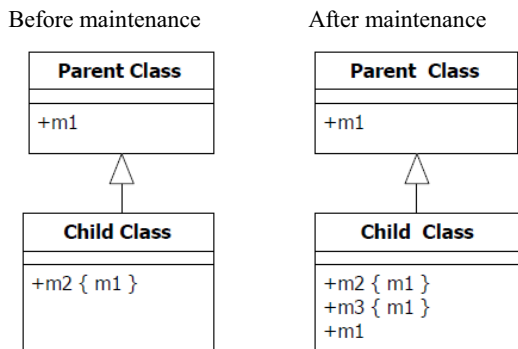 Before maintenance
Parent Class
+m1
Child Class
+m2 { m1 }
After maintenance
Parent Class
+m1
Child Class
+m2 { m1 }
+m3 { m1 }
+m1